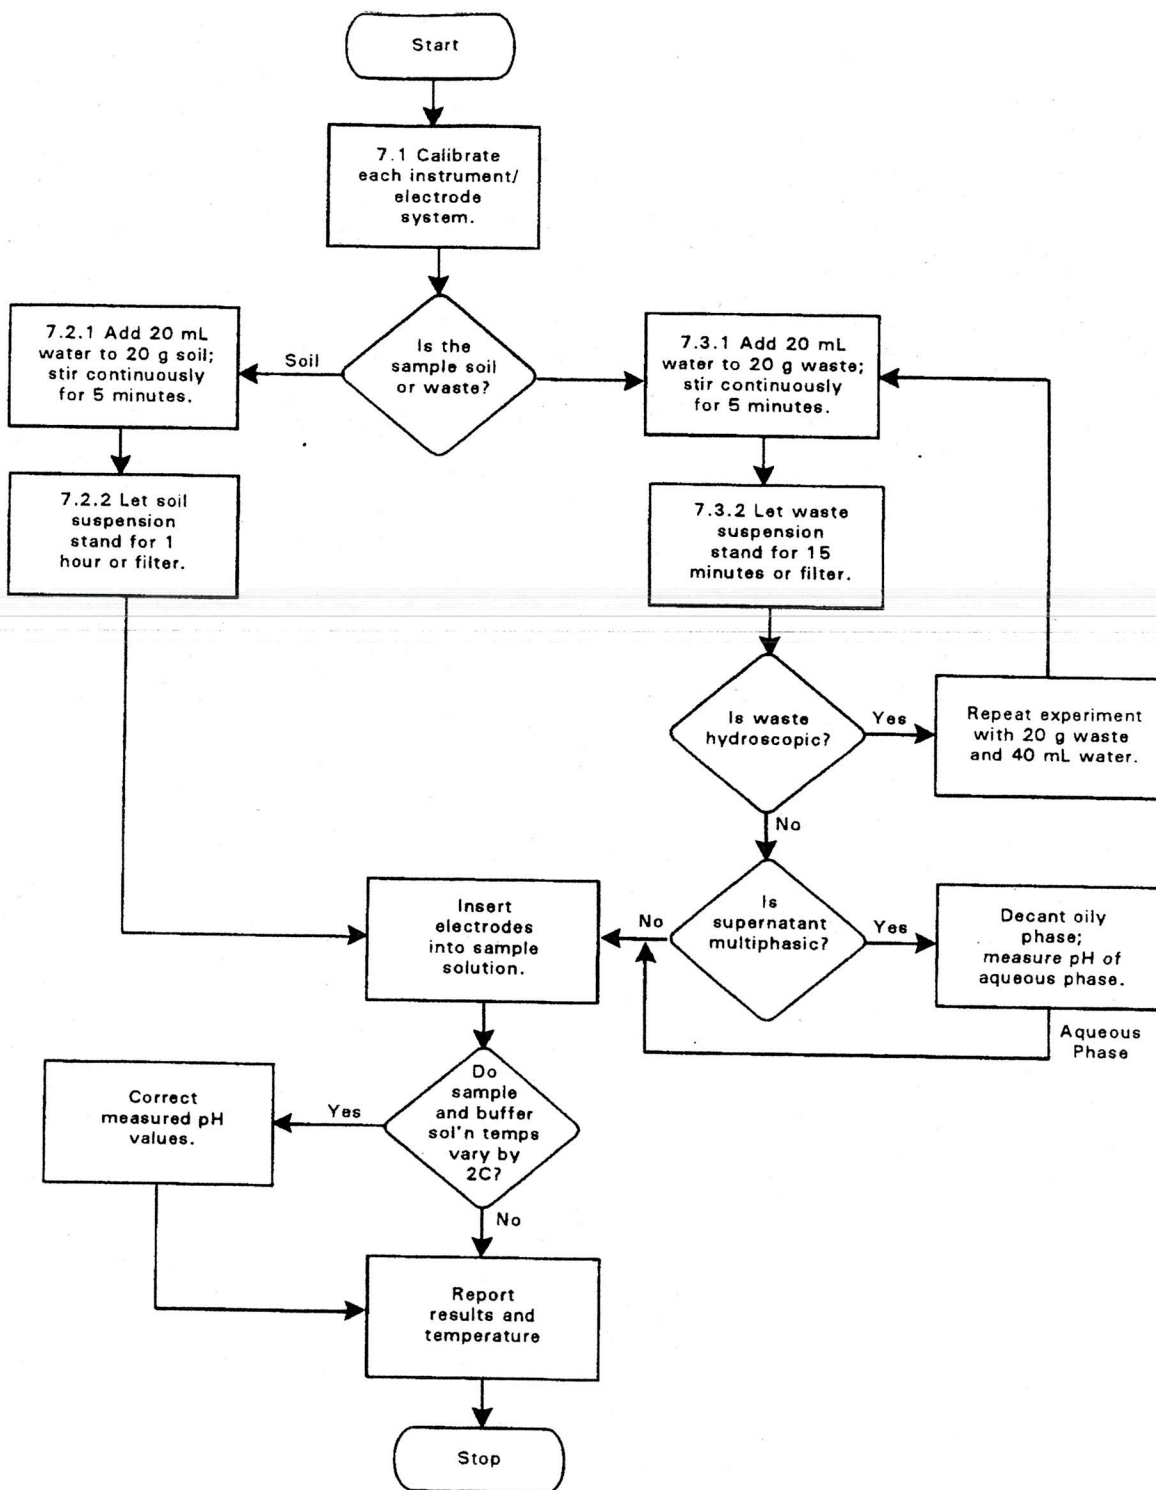 Start
7.1 Calibrate
each instrument/
electrode
system.
7.2.1 Add 20 mL
water to 20 g soil;
stir continuously
for 5 minutes.
Soil
Is the
sample soil
or waste?
7.3.1 Add 20 mL
water to 20 g waste;
stir continuously
for 5 minutes.
7.2.2 Let soil
suspension
stand for 1
hour or filter.
7.3.2 Let waste
suspension
stand for 15
minutes or filter.
Is waste
hydroscopic?
Yes
Repeat experiment
with 20 g waste
and 40 mL water.
No
Insert
electrodes
into sample
solution.
No
Is
supernatant
multiphasic?
Yes
Decant oily
phase;
measure pH of
aqueous phase.
Aqueous
Phase
Correct
measured pH
values.
Yes
Do
sample
and buffer
sol'n temps
vary by
2C?
No
Report
results and
temperature
Stop